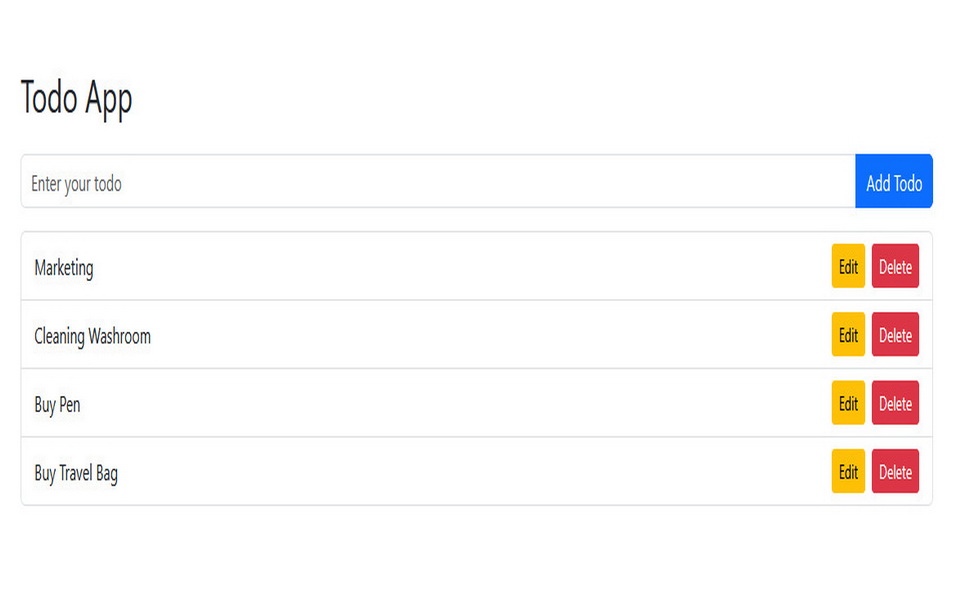 Todo App
Enter your todo Add Todo
Marketing Edit Delete
Cleaning Washroom Edit Delete
Buy Pen Edit Delete
Buy Travel Bag Edit Delete